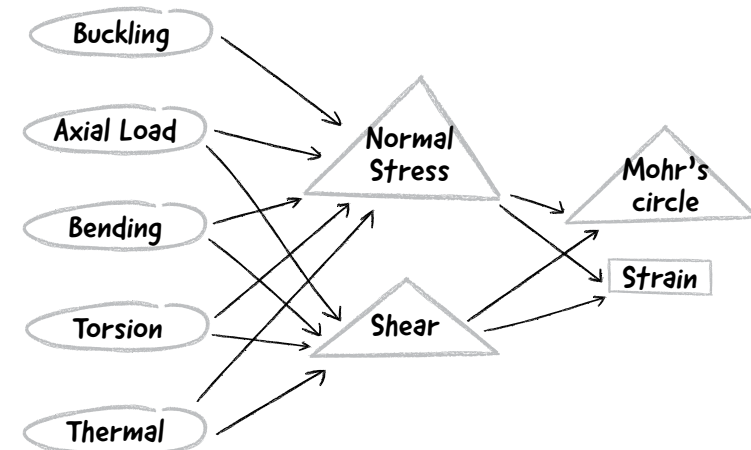 Buckling
Axial Load
Bending
Torsion
Thermal
Normal
Stress
Shear
Mohr's
circle
Strain